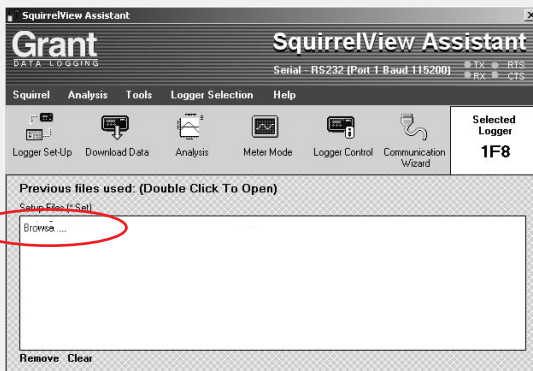 SquirrelView Assistant
Grant
DATA LOGGING
SquirrelView Assistant
Serial - RS232 (Port 1 Baud 115200)
TX RTS
RX CTS
Squirrel Analysis Tools Logger Selection Help
Logger Set-Up Download Data Analysis Meter Mode Logger Control Communication Wizard
Selected Logger
1F8
Previous files used: (Double Click To Open)
Setup Files (*.Set)
Browse.....
Remove Clear